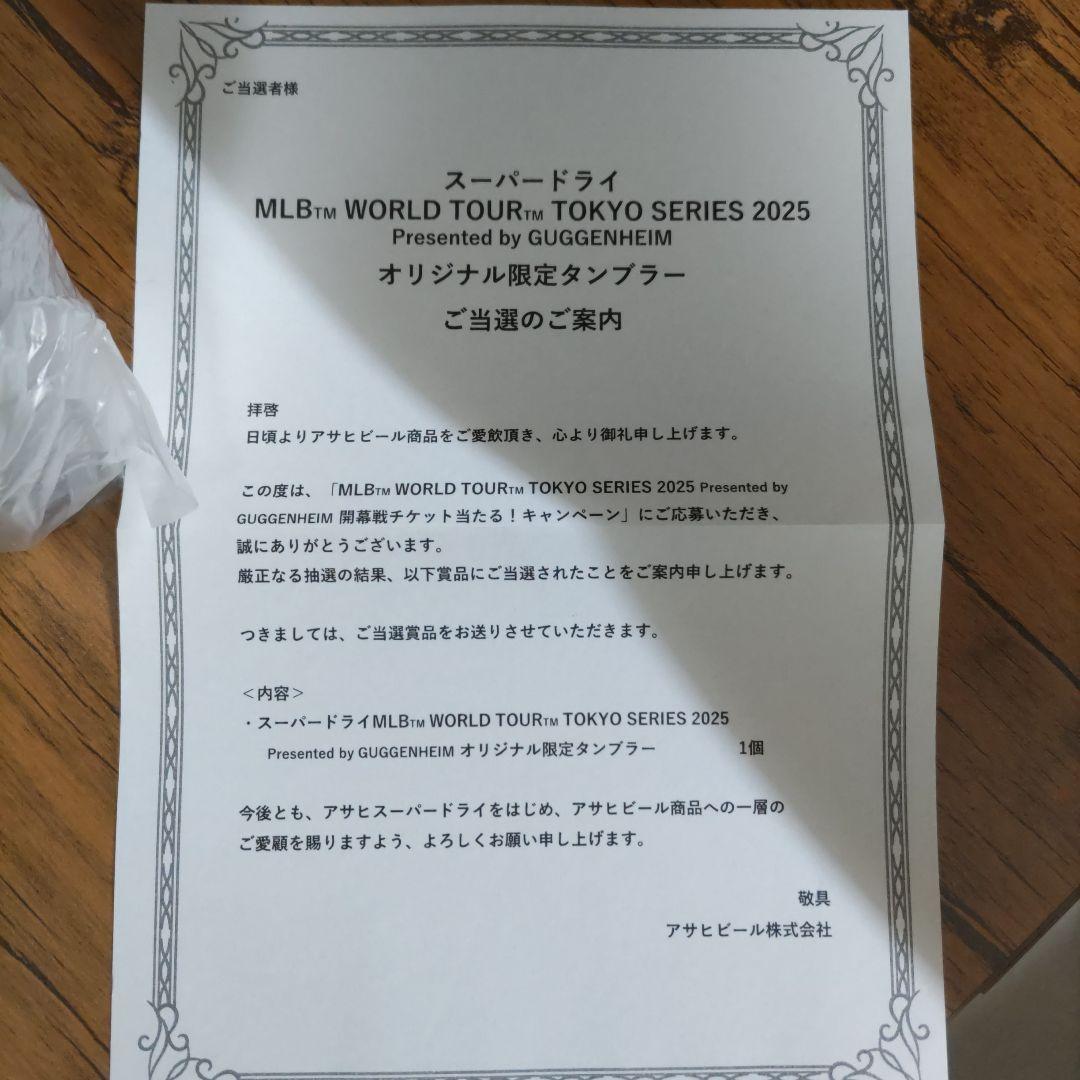 ご当選者様
スーパードライ
MLB™ WORLD TOUR™ TOKYO SERIES 2025
Presented by GUGGENHEIM
オリジナル限定タンブラー
ご当選のご案内
拝啓
日頃よりアサヒビール商品をご愛飲頂き、心より御礼申し上げます。
この度は、「MLB™ WORLD TOUR™ TOKYO SERIES 2025 Presented by
GUGGENHEIM 開幕戦チケット当たる！キャンペーン」にご応募いただき、
誠にありがとうございます。
厳正なる抽選の結果、以下賞品にご当選されたことをご案内申し上げます。
つきましては、ご当選賞品をお送りさせていただきます。
＜内容＞
・スーパードライMLB™ WORLD TOUR™ TOKYO SERIES 2025
Presented by GUGGENHEIM オリジナル限定タンブラー 1個
今後とも、アサヒスーパードライをはじめ、アサヒビール商品への一層の
ご愛顧を賜りますよう、よろしくお願い申し上げます。
敬具
アサヒビール株式会社